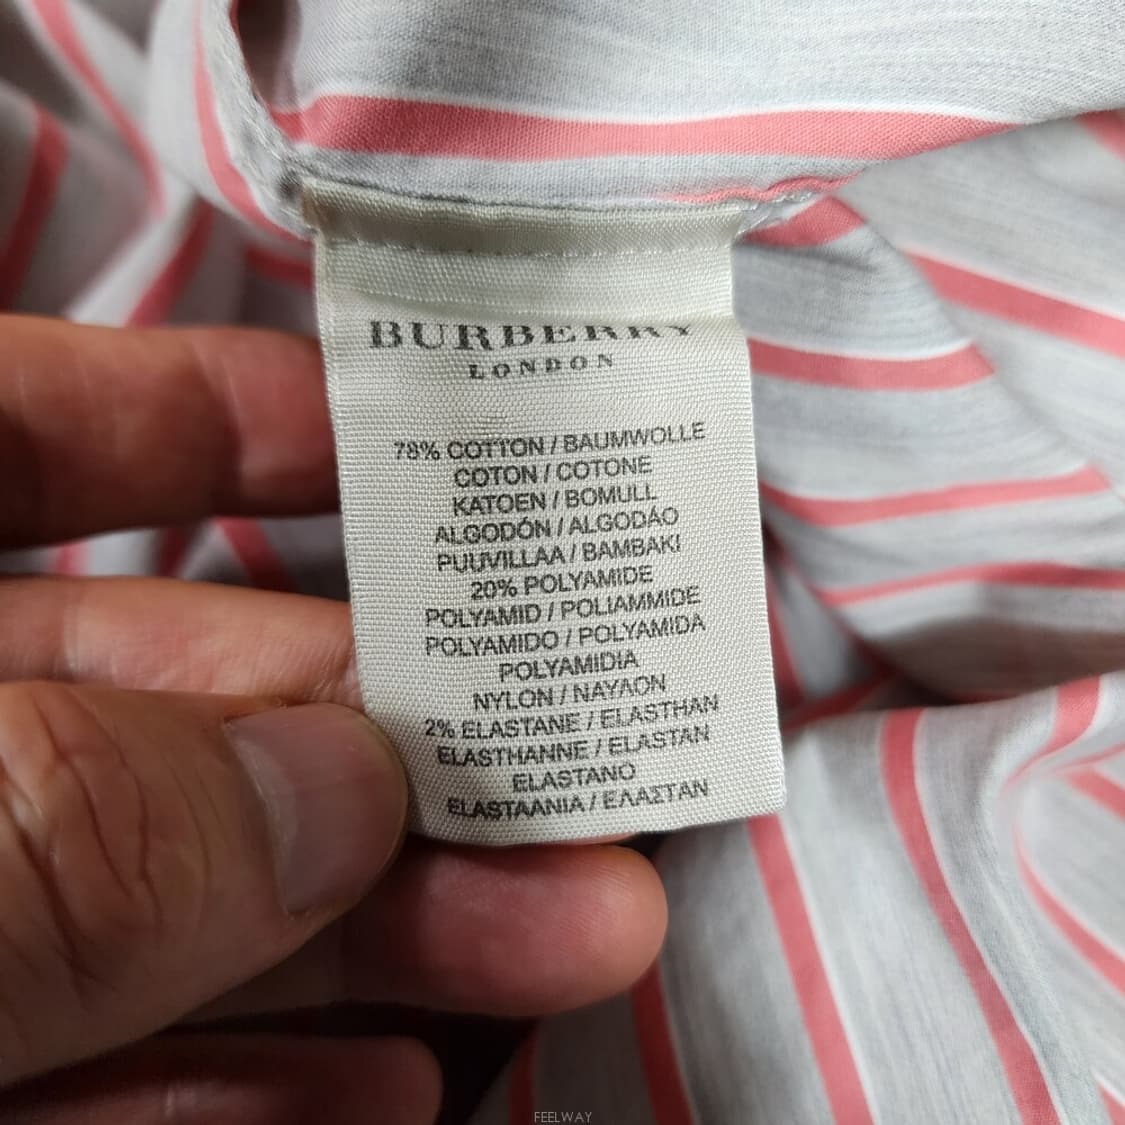 BURBERRY
LONDON
78% COTTON / BAUMWOLLE
COTON / COTONE
KATOEN / BOMULL
ALGODÓN / ALGODÃO
PUUVILLAA / BAMBAKI
20% POLYAMIDE
POLYAMID / POLIAMMIDE
POLYAMIDO / POLYAMIDA
POLYAMIDIA
NYLON / ΝΑΥΛΟΝ
2% ELASTANE / ELASTHAN
ELASTHANNE / ELASTAN
ELASTANO
ELASTAANIA / ΕΛΑΣΤΑΝ
FEELWAY